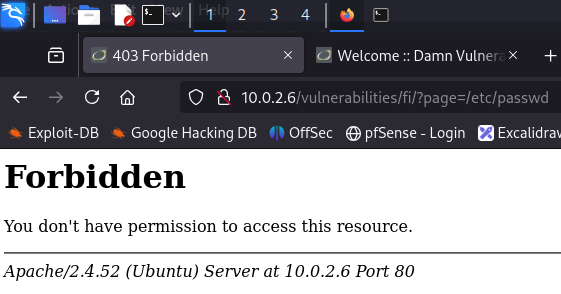 1 2 3 4
403 Forbidden
Welcome :: Damn Vulnera
10.0.2.6/vulnerabilities/fi/?page=/etc/passwd
Exploit-DB Google Hacking DB OffSec pfSense - Login Excalidrav
Forbidden
You don't have permission to access this resource.
Apache/2.4.52 (Ubuntu) Server at 10.0.2.6 Port 80